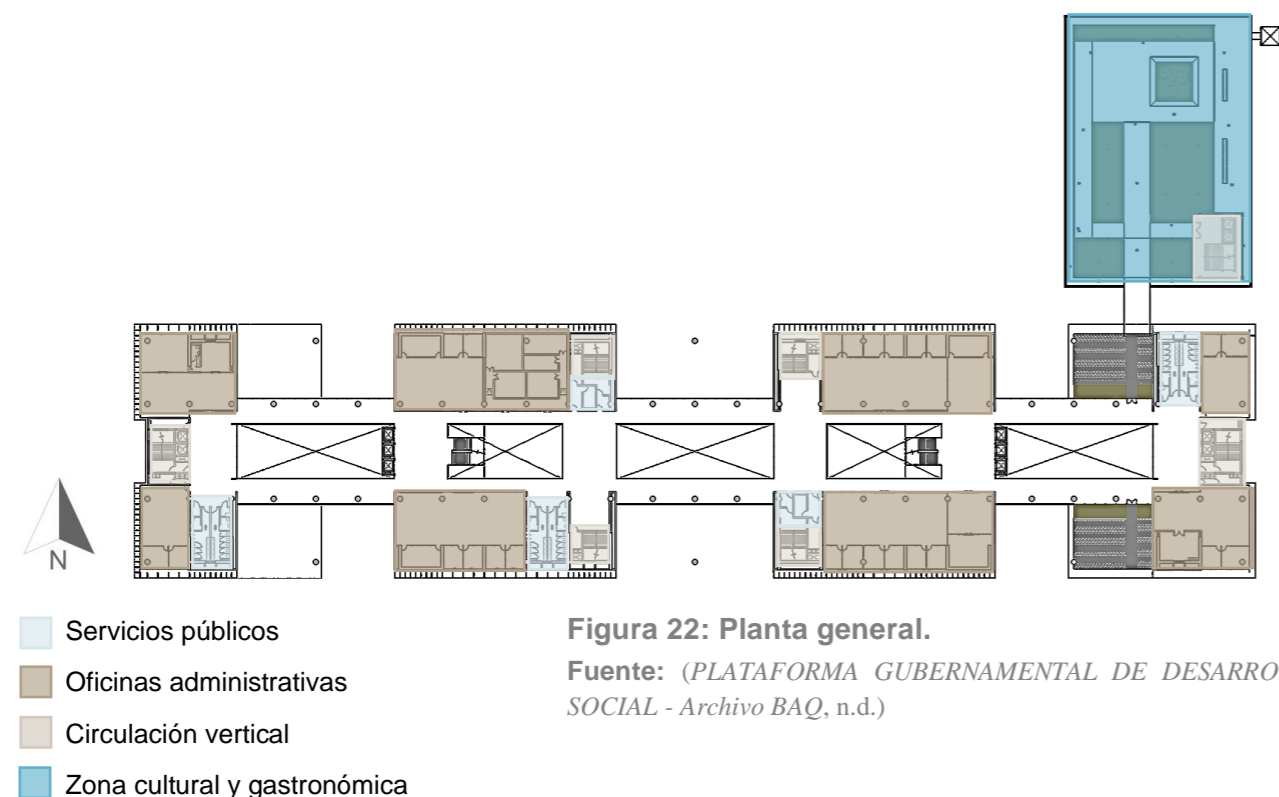 N
Servicios públicos
Oficinas administrativas
Circulación vertical
Zona cultural y gastronómica
Figura 22: Planta general.
Fuente: (PLATAFORMA GUBERNAMENTAL DE DESARRO
SOCIAL - Archivo BAQ, n.d.)